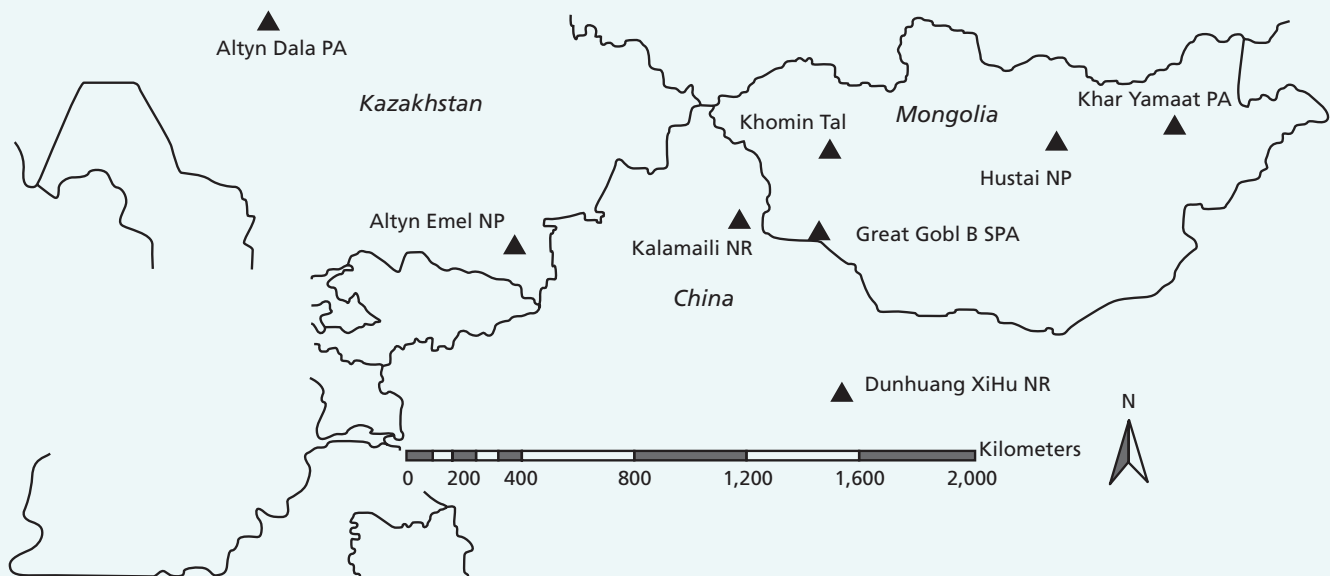 Altyn Dala PA
Kazakhstan
Khar Yamaat PA
Mongolia
Khomin Tal
Hustai NP
Altyn Emel NP
Kalamaili NR
Great Gobl B SPA
China
Dunhuang XiHu NR
N
Kilometers
0 200 400 800 1,200 1,600 2,000